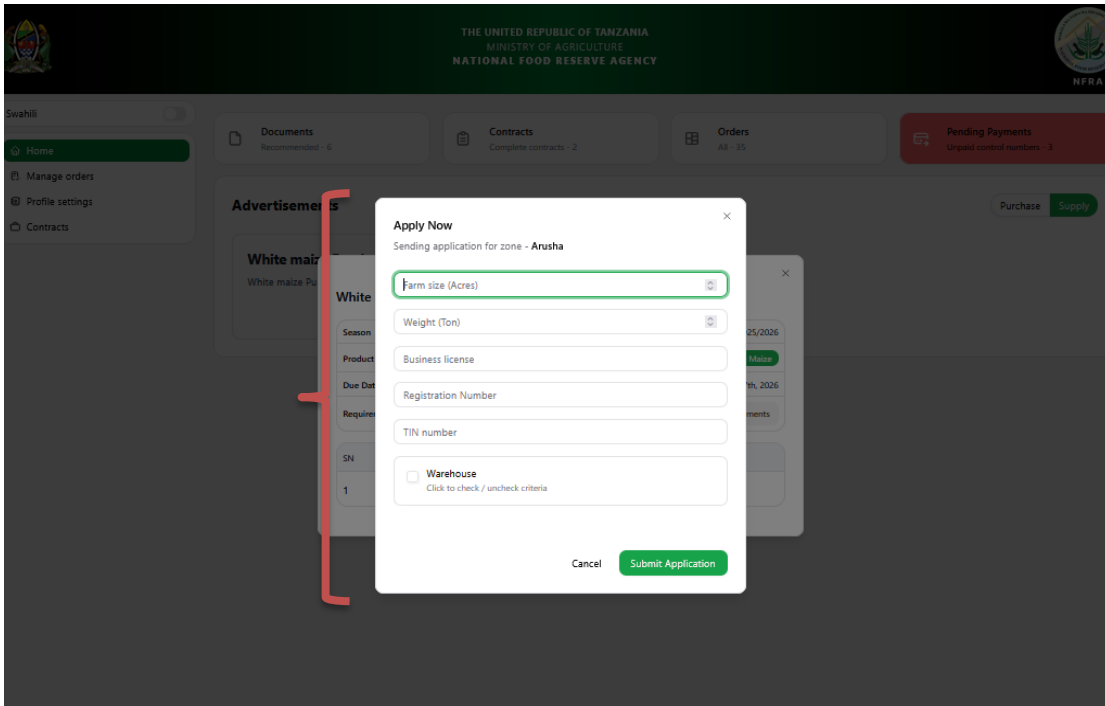 THE UNITED REPUBLIC OF TANZANIA
MINISTRY OF AGRICULTURE
NATIONAL FOOD RESERVE AGENCY
NFRA
Swahili
Home
Manage orders
Profile settings
Contracts
Documents
Recommended - 6
Contracts
Complete contracts - 2
Orders
All - 35
Pending Payments
Unpaid control numbers - 3
Advertisements
Purchase
Supply
White maiz
White maize Pu
White
Season
25/2026
Product
Maize
Due Dat
7th, 2026
Require
ments
SN
1
Apply Now
Sending application for zone - Arusha
Farm size (Acres)
Weight (Ton)
Business license
Registration Number
TIN number
Warehouse
Click to check / uncheck criteria
Cancel
Submit Application